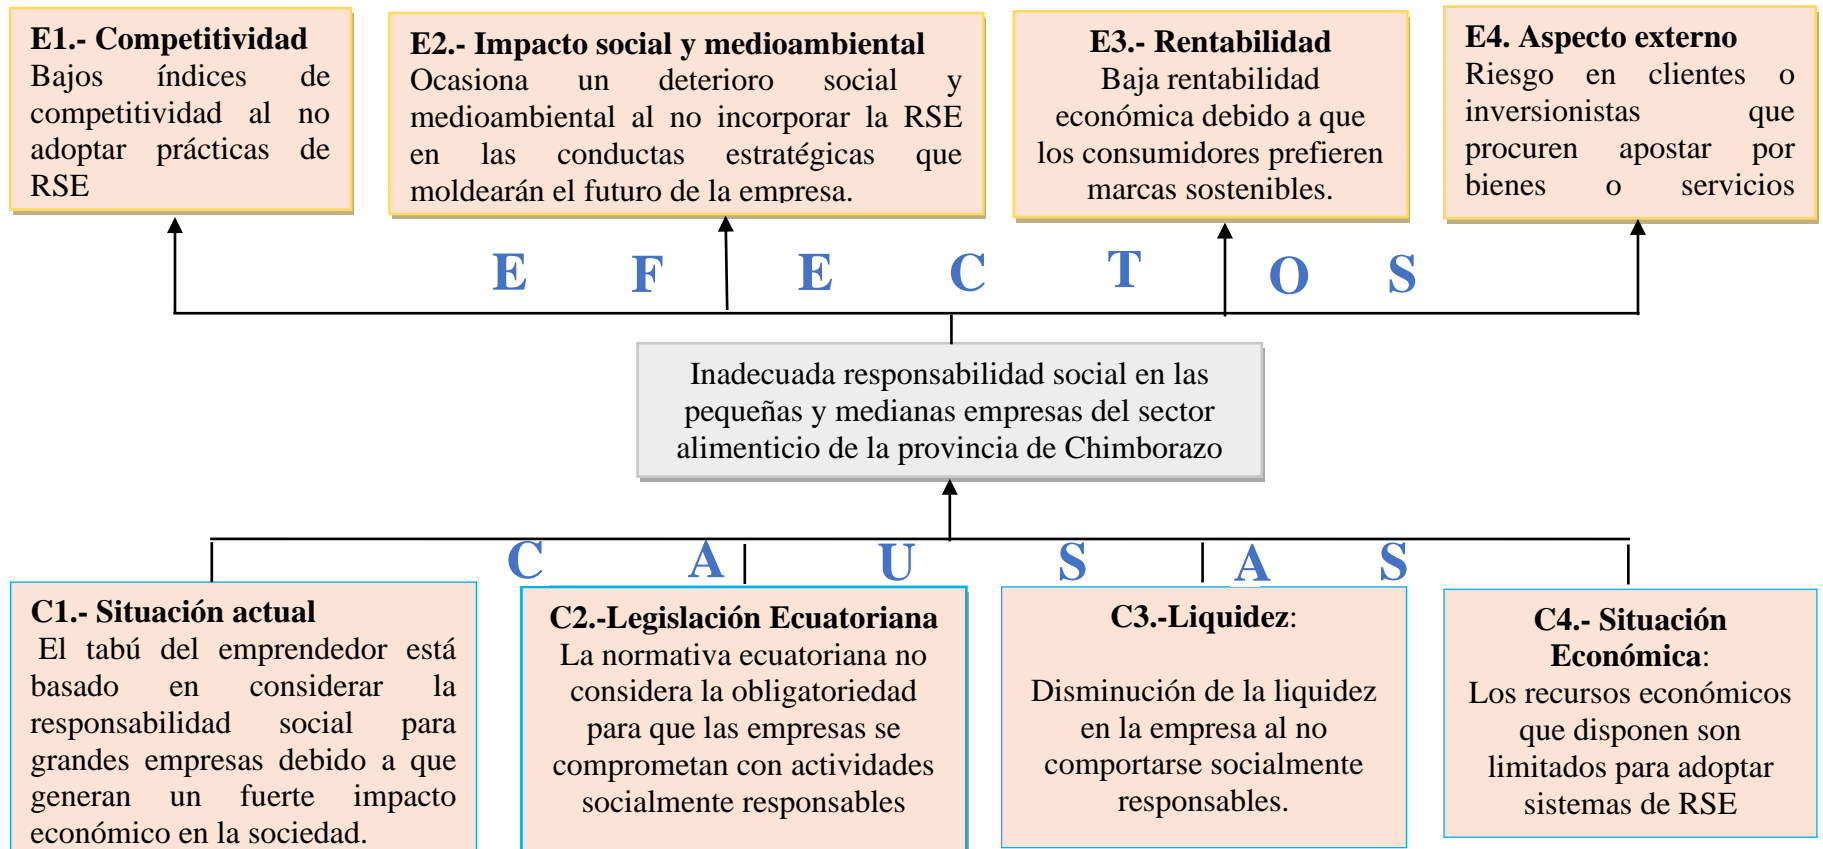 E1.- Competitividad
Bajos índices de
competitividad al no
adoptar prácticas de
RSE
E2.- Impacto social y medioambiental
Ocasiona un deterioro social y
medioambiental al no incorporar la RSE
en las conductas estratégicas que
moldearán el futuro de la empresa.
E3.- Rentabilidad
Baja rentabilidad
económica debido a que
los consumidores prefieren
marcas sostenibles.
E4. Aspecto externo
Riesgo en clientes o
inversionistas que
procuren apostar por
bienes o servicios
E F E C T O S
Inadecuada responsabilidad social en las
pequeñas y medianas empresas del sector
alimenticio de la provincia de Chimborazo
C A U S A S
C1.- Situación actual
El tabú del emprendedor está
basado en considerar la
responsabilidad social para
grandes empresas debido a que
generan un fuerte impacto
económico en la sociedad.
C2.-Legislación Ecuatoriana
La normativa ecuatoriana no
considera la obligatoriedad
para que las empresas se
comprometan con actividades
socialmente responsables
C3.-Liquidez:
Disminución de la liquidez
en la empresa al no
comportarse socialmente
responsables.
C4.- Situación
Económica:
Los recursos económicos
que disponen son
limitados para adoptar
sistemas de RSE